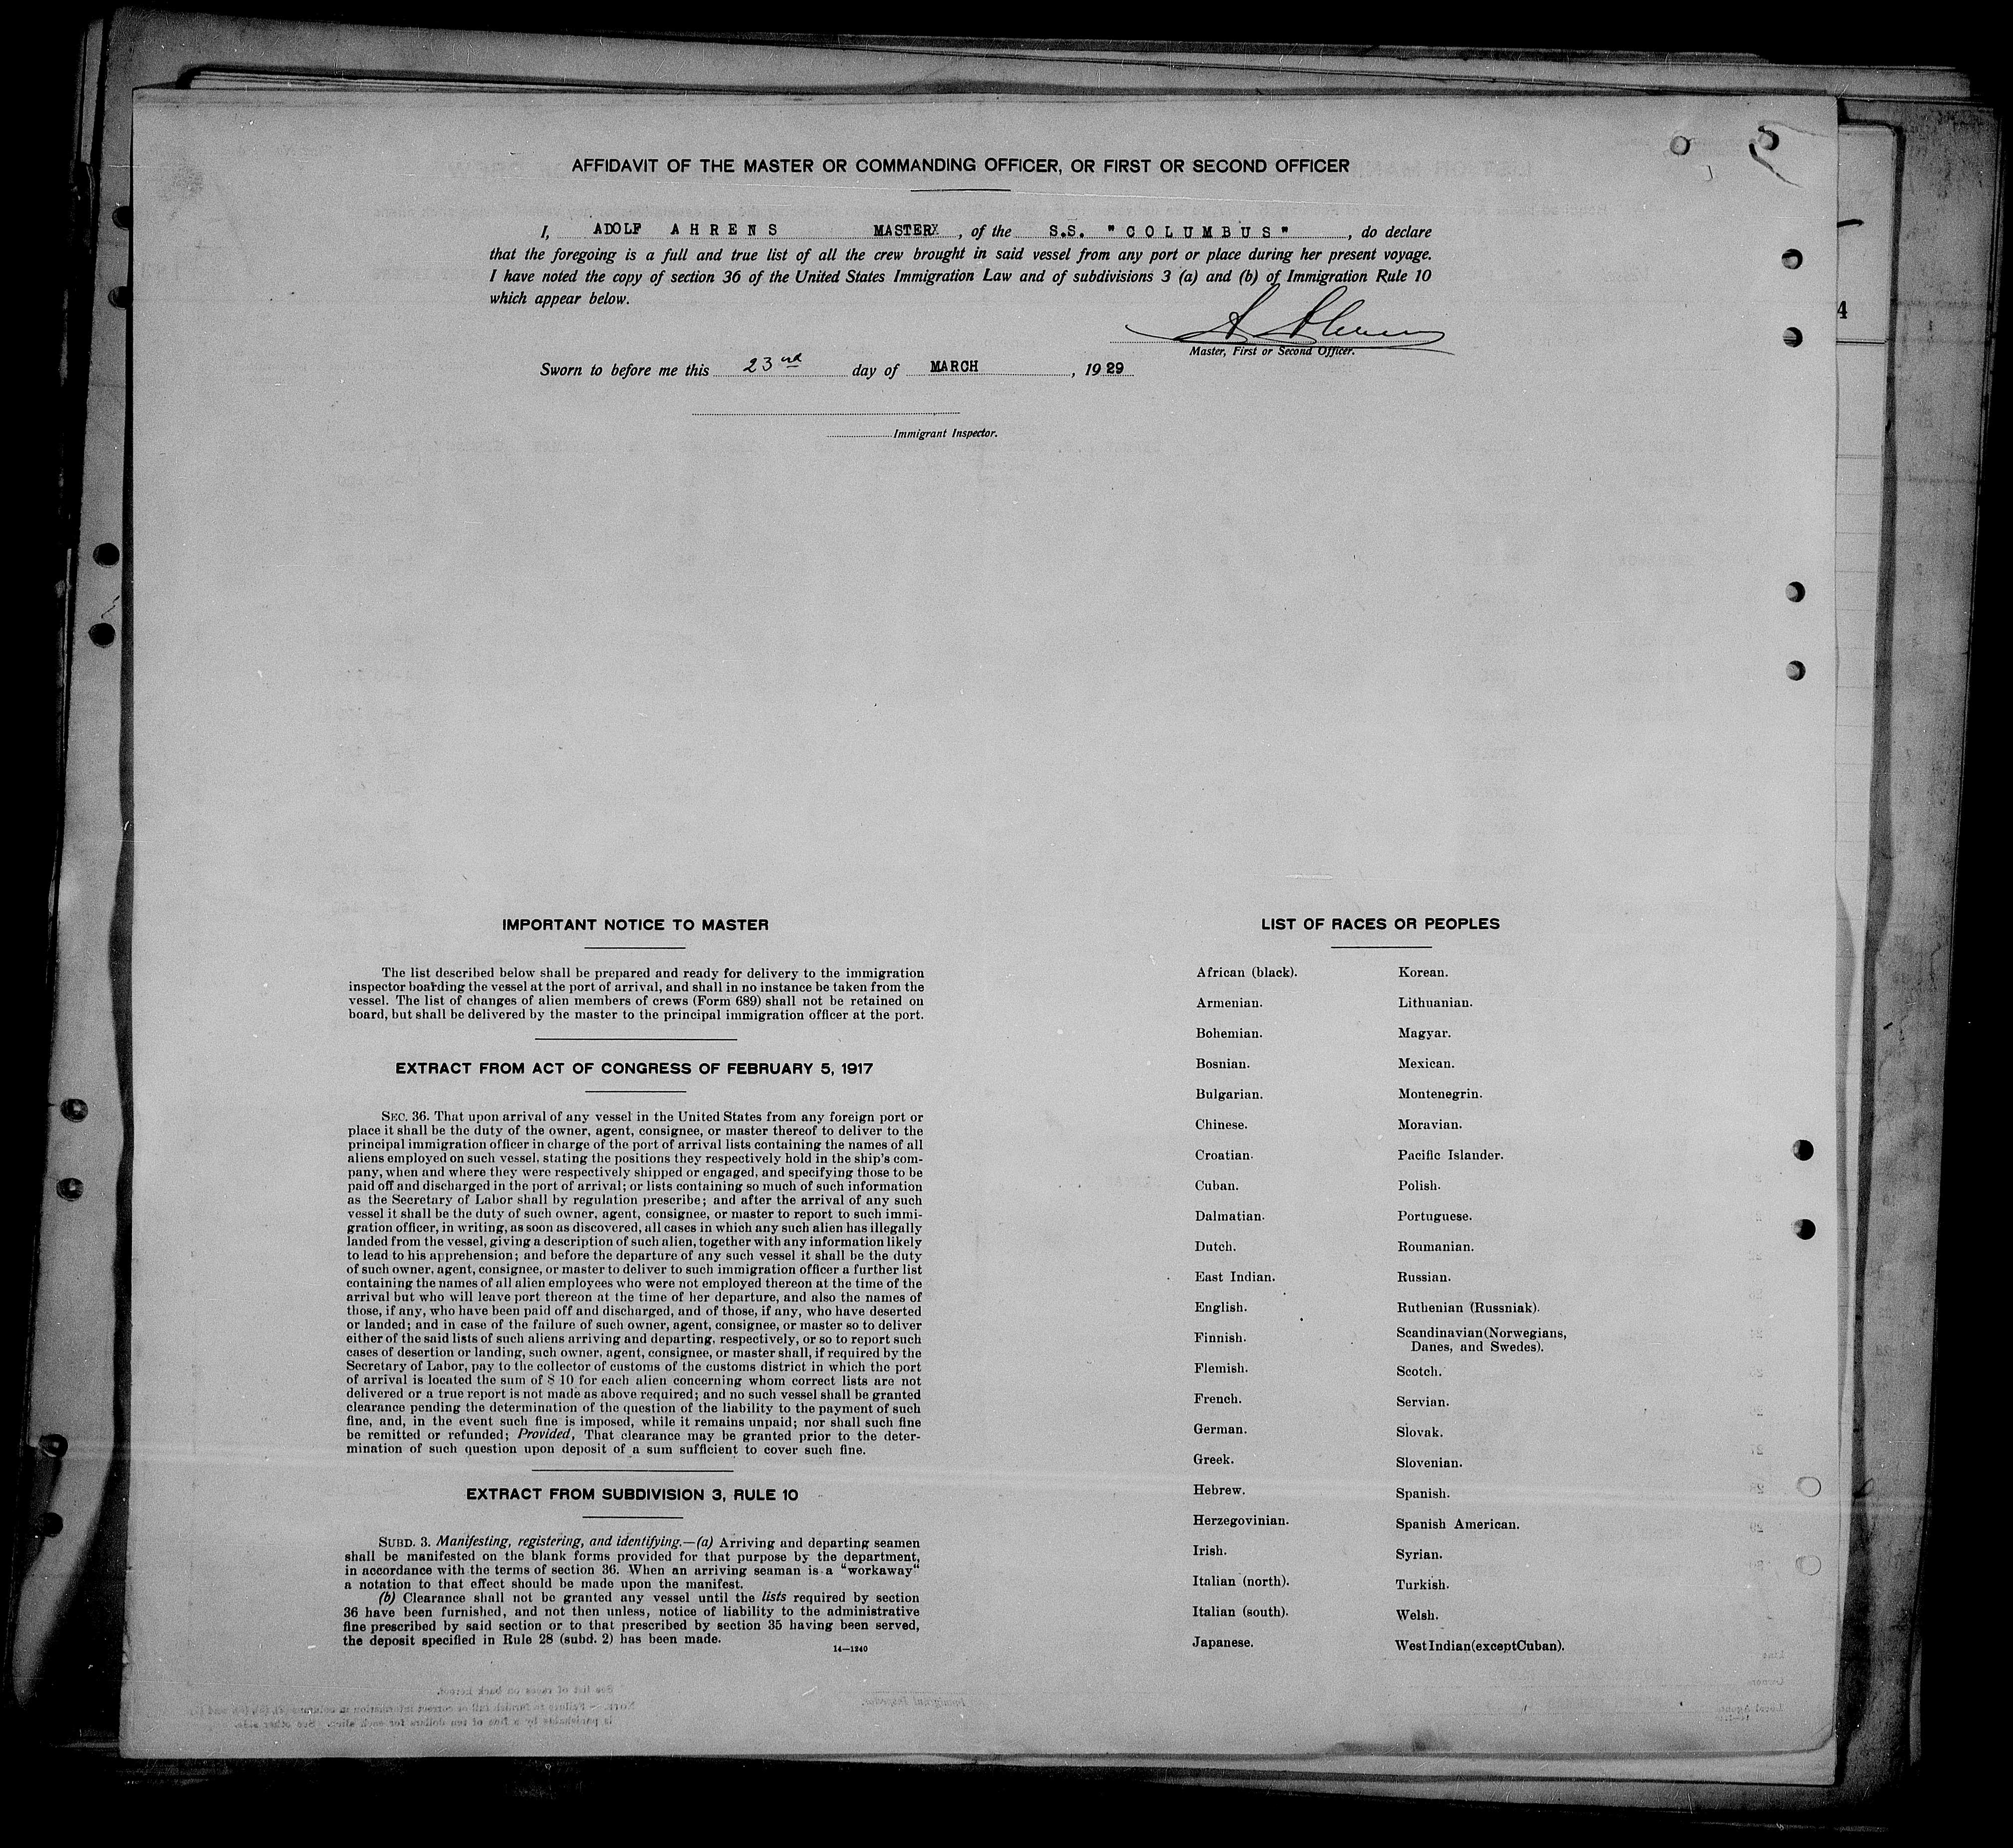 AFFIDAVIT OF THE MASTER OR COMMANDING OFFICER, OR FIRST OR SECOND OFFICER
I, ADOLF AHRENS MASTER, of the S.S. "COLUMBUS", do declare
that the foregoing is a full and true list of all the crew brought in said vessel from any port or place during her present voyage.
I have noted the copy of section 36 of the United States Immigration Law and of subdivisions 3 (a) and (b) of Immigration Rule 10
which appear below.
A Ahrens
Master, First or Second Officer.
Sworn to before me this 23rd day of MARCH, 1929
Immigrant Inspector.
4
IMPORTANT NOTICE TO MASTER
The list described below shall be prepared and ready for delivery to the immigration
inspector boarding the vessel at the port of arrival, and shall in no instance be taken from the
vessel. The list of changes of alien members of crews (Form 689) shall not be retained on
board, but shall be delivered by the master to the principal immigration officer at the port.
EXTRACT FROM ACT OF CONGRESS OF FEBRUARY 5, 1917
SEC. 36. That upon arrival of any vessel in the United States from any foreign port or
place it shall be the duty of the owner, agent, consignee, or master thereof to deliver to the
principal immigration officer in charge of the port of arrival lists containing the names of all
aliens employed on such vessel, stating the positions they respectively hold in the ship's com-
pany, when and where they were respectively shipped or engaged, and specifying those to be
paid off and discharged in the port of arrival; or lists containing so much of such information
as the Secretary of Labor shall by regulation prescribe; and after the arrival of any such
vessel it shall be the duty of such owner, agent, consignee, or master to report to such immi-
gration officer, in writing, as soon as discovered, all cases in which any such alien has illegally
landed from the vessel, giving a description of such alien, together with any information likely
to lead to his apprehension; and before the departure of any such vessel it shall be the duty
of such owner, agent, consignee, or master to deliver to such immigration officer a further list
containing the names of all alien employees who were not employed thereon at the time of the
arrival but who will leave port thereon at the time of her departure, and also the names of
those, if any, who have been paid off and discharged, and of those, if any, who have deserted
or landed; and in case of the failure of such owner, agent, consignee, or master so to deliver
either of the said lists of such aliens arriving and departing, respectively, or so to report such
cases of desertion or landing, such owner, agent, consignee, or master shall, if required by the
Secretary of Labor, pay to the collector of customs of the customs district in which the port
of arrival is located the sum of $ 10 for each alien concerning whom correct lists are not
delivered or a true report is not made as above required; and no such vessel shall be granted
clearance pending the determination of the question of the liability to the payment of such
fine, and, in the event such fine is imposed, while it remains unpaid; nor shall such fine
be remitted or refunded; Provided, That clearance may be granted prior to the deter-
mination of such question upon deposit of a sum sufficient to cover such fine.
EXTRACT FROM SUBDIVISION 3, RULE 10
SUBD. 3. Manifesting, registering, and identifying.—(a) Arriving and departing seamen
shall be manifested on the blank forms provided for that purpose by the department,
in accordance with the terms of section 36. When an arriving seaman is a "workaway"
a notation to that effect should be made upon the manifest.
(b) Clearance shall not be granted any vessel until the lists required by section
36 have been furnished, and not then unless, notice of liability to the administrative
fine prescribed by said section or to that prescribed by section 35 having been served,
the deposit specified in Rule 28 (subd. 2) has been made.
14—1240
LIST OF RACES OR PEOPLES
African (black).
Armenian.
Bohemian.
Bosnian.
Bulgarian.
Chinese.
Croatian.
Cuban.
Dalmatian.
Dutch.
East Indian.
English.
Finnish.
Flemish.
French.
German.
Greek.
Hebrew.
Herzegovinian.
Irish.
Italian (north).
Italian (south).
Japanese.
Korean.
Lithuanian.
Magyar.
Mexican.
Montenegrin.
Moravian.
Pacific Islander.
Polish.
Portuguese.
Roumanian.
Russian.
Ruthenian (Russniak).
Scandinavian (Norwegians,
Danes, and Swedes).
Scotch.
Servian.
Slovak.
Slovenian.
Spanish.
Spanish American.
Syrian.
Turkish.
Welsh.
West Indian (except Cuban).